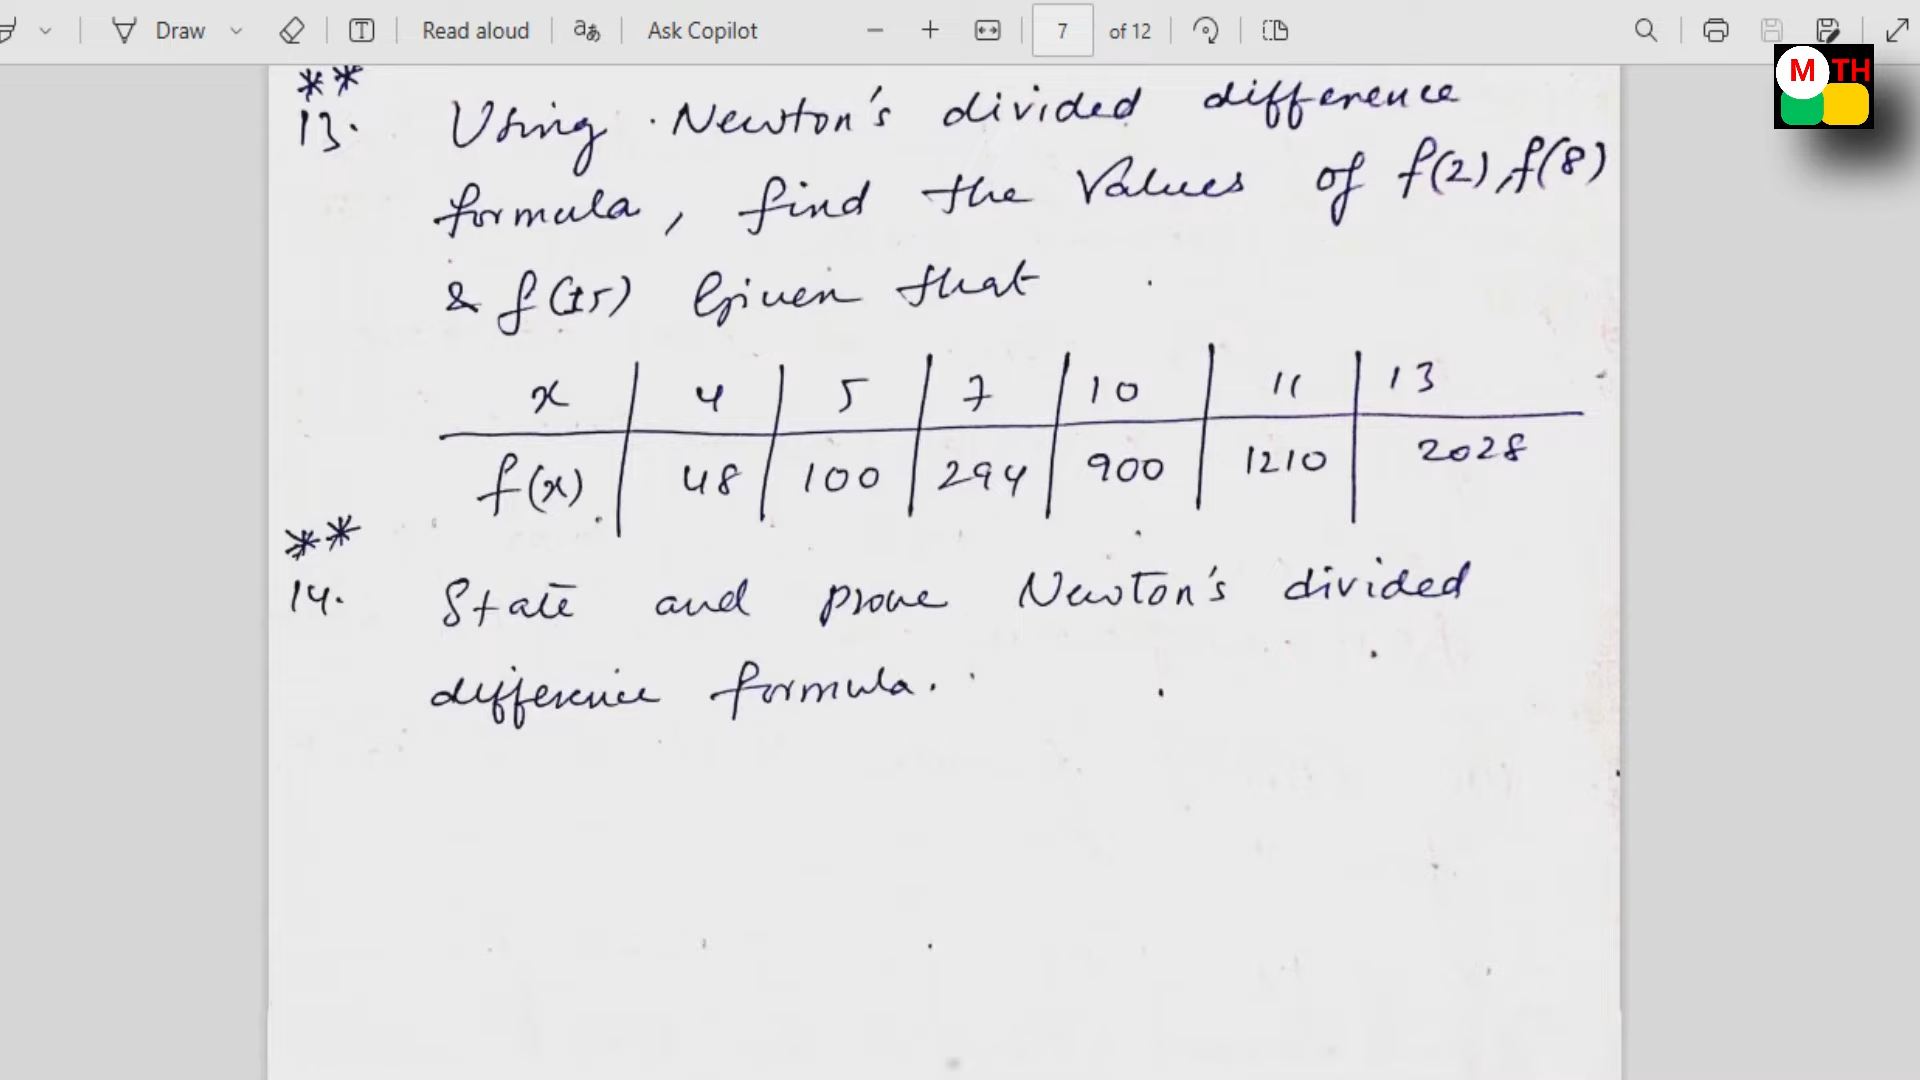 Draw
Read aloud
aあ
Ask Copilot
7 of 12
M TH
**
13. Using Newton's divided difference
formula, find the values of f(2), f(8)
& f(15) Given that
x 4 5 7 10 11 13
f(x) 48 100 294 900 1210 2028
**
14. State and prove Newton's divided
difference formula.